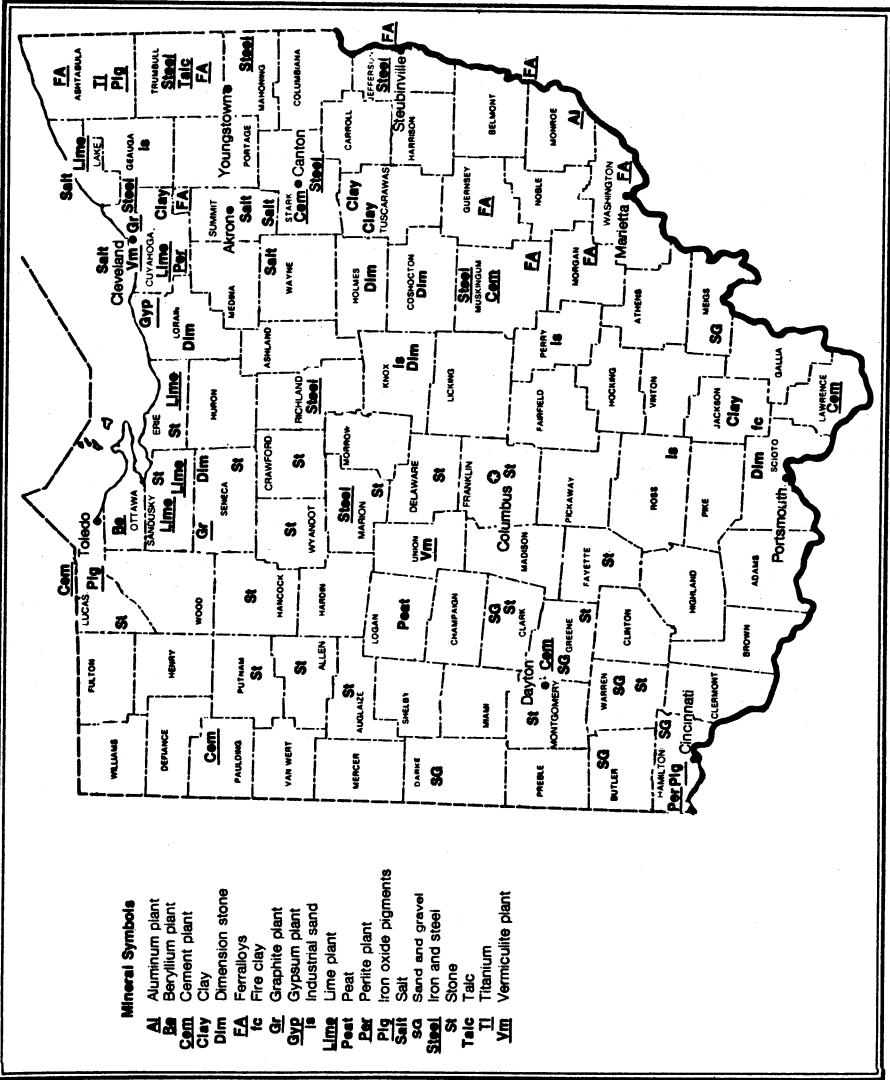 Mineral Symbols
Al Aluminum plant
Be Beryllium plant
Cem Cement plant
Clay Clay
Dim Dimension stone
FA Ferralloys
fc Fire clay
Gr Graphite plant
Gyp Gypsum plant
is Industrial sand
Lime Lime plant
Peat Peat
Per Perlite plant
Pig Iron oxide pigments
Salt Salt
SG Sand and gravel
Steel Iron and steel
St Stone
Talc Talc
Ti Titanium
Vm Vermiculite plant
WILLIAMS
FULTON
LUCAS
St
Cem
Pig
Toledo
Be
OTTAWA
DEFIANCE
HENRY
WOOD
SANDUSKY
St
Lime
Lime
ERIE
St
Lime
Cem
PAULDING
PUTNAM
St
HANCOCK
St
Gr
Dim
SENECA
St
HURON
LORAIN
Dim
Gyp
Salt
Cleveland
Vm
Gr
Steel
CUYAHOGA
Lime
Clay
Per
FA
Salt
Lime
LAKE
GEAUGA
is
FA
ASHTABULA
Ti
Pig
TRUMBULL
Steel
Talc
FA
VAN WERT
St
ALLEN
HARDIN
WYANDOT
St
CRAWFORD
St
RICHLAND
Steel
ASHLAND
MEDINA
SUMMIT
Akron
Salt
Salt
WAYNE
Salt
PORTAGE
Youngstown
MAHONING
Steel
STARK
Cem
Canton
Steel
COLUMBIANA
MERCER
AUGLAIZE
St
LOGAN
Peat
Steel
MARION
St
MORROW
KNOX
is
Dim
HOLMES
Dim
Clay
Clay
TUSCARAWAS
CARROLL
JEFFERSON
Steel
FA
Steubinville
HARRISON
DARKE
SG
SHELBY
CHAMPAIGN
UNION
Vm
DELAWARE
St
LICKING
COSHOCTON
Dim
GUERNSEY
FA
BELMONT
FA
MIAMI
SG
St
CLARK
MADISON
FRANKLIN
Columbus
St
Steel
MUSKINGUM
Cem
FA
NOBLE
MONROE
Al
PREBLE
MONTGOMERY
St
Dayton
Cem
SG
GREENE
St
FAYETTE
St
PICKAWAY
FAIRFIELD
PERRY
is
MORGAN
FA
WASHINGTON
FA
Marietta
BUTLER
SG
WARREN
SG
St
CLINTON
HIGHLAND
ROSS
is
HOCKING
VINTON
ATHENS
MEIGS
SG
HAMILTON
Per
Pig
SG
Cincinnati
CLERMONT
BROWN
ADAMS
PIKE
SCIOTO
Dim
fc
Portsmouth
JACKSON
Clay
GALLIA
LAWRENCE
Cem